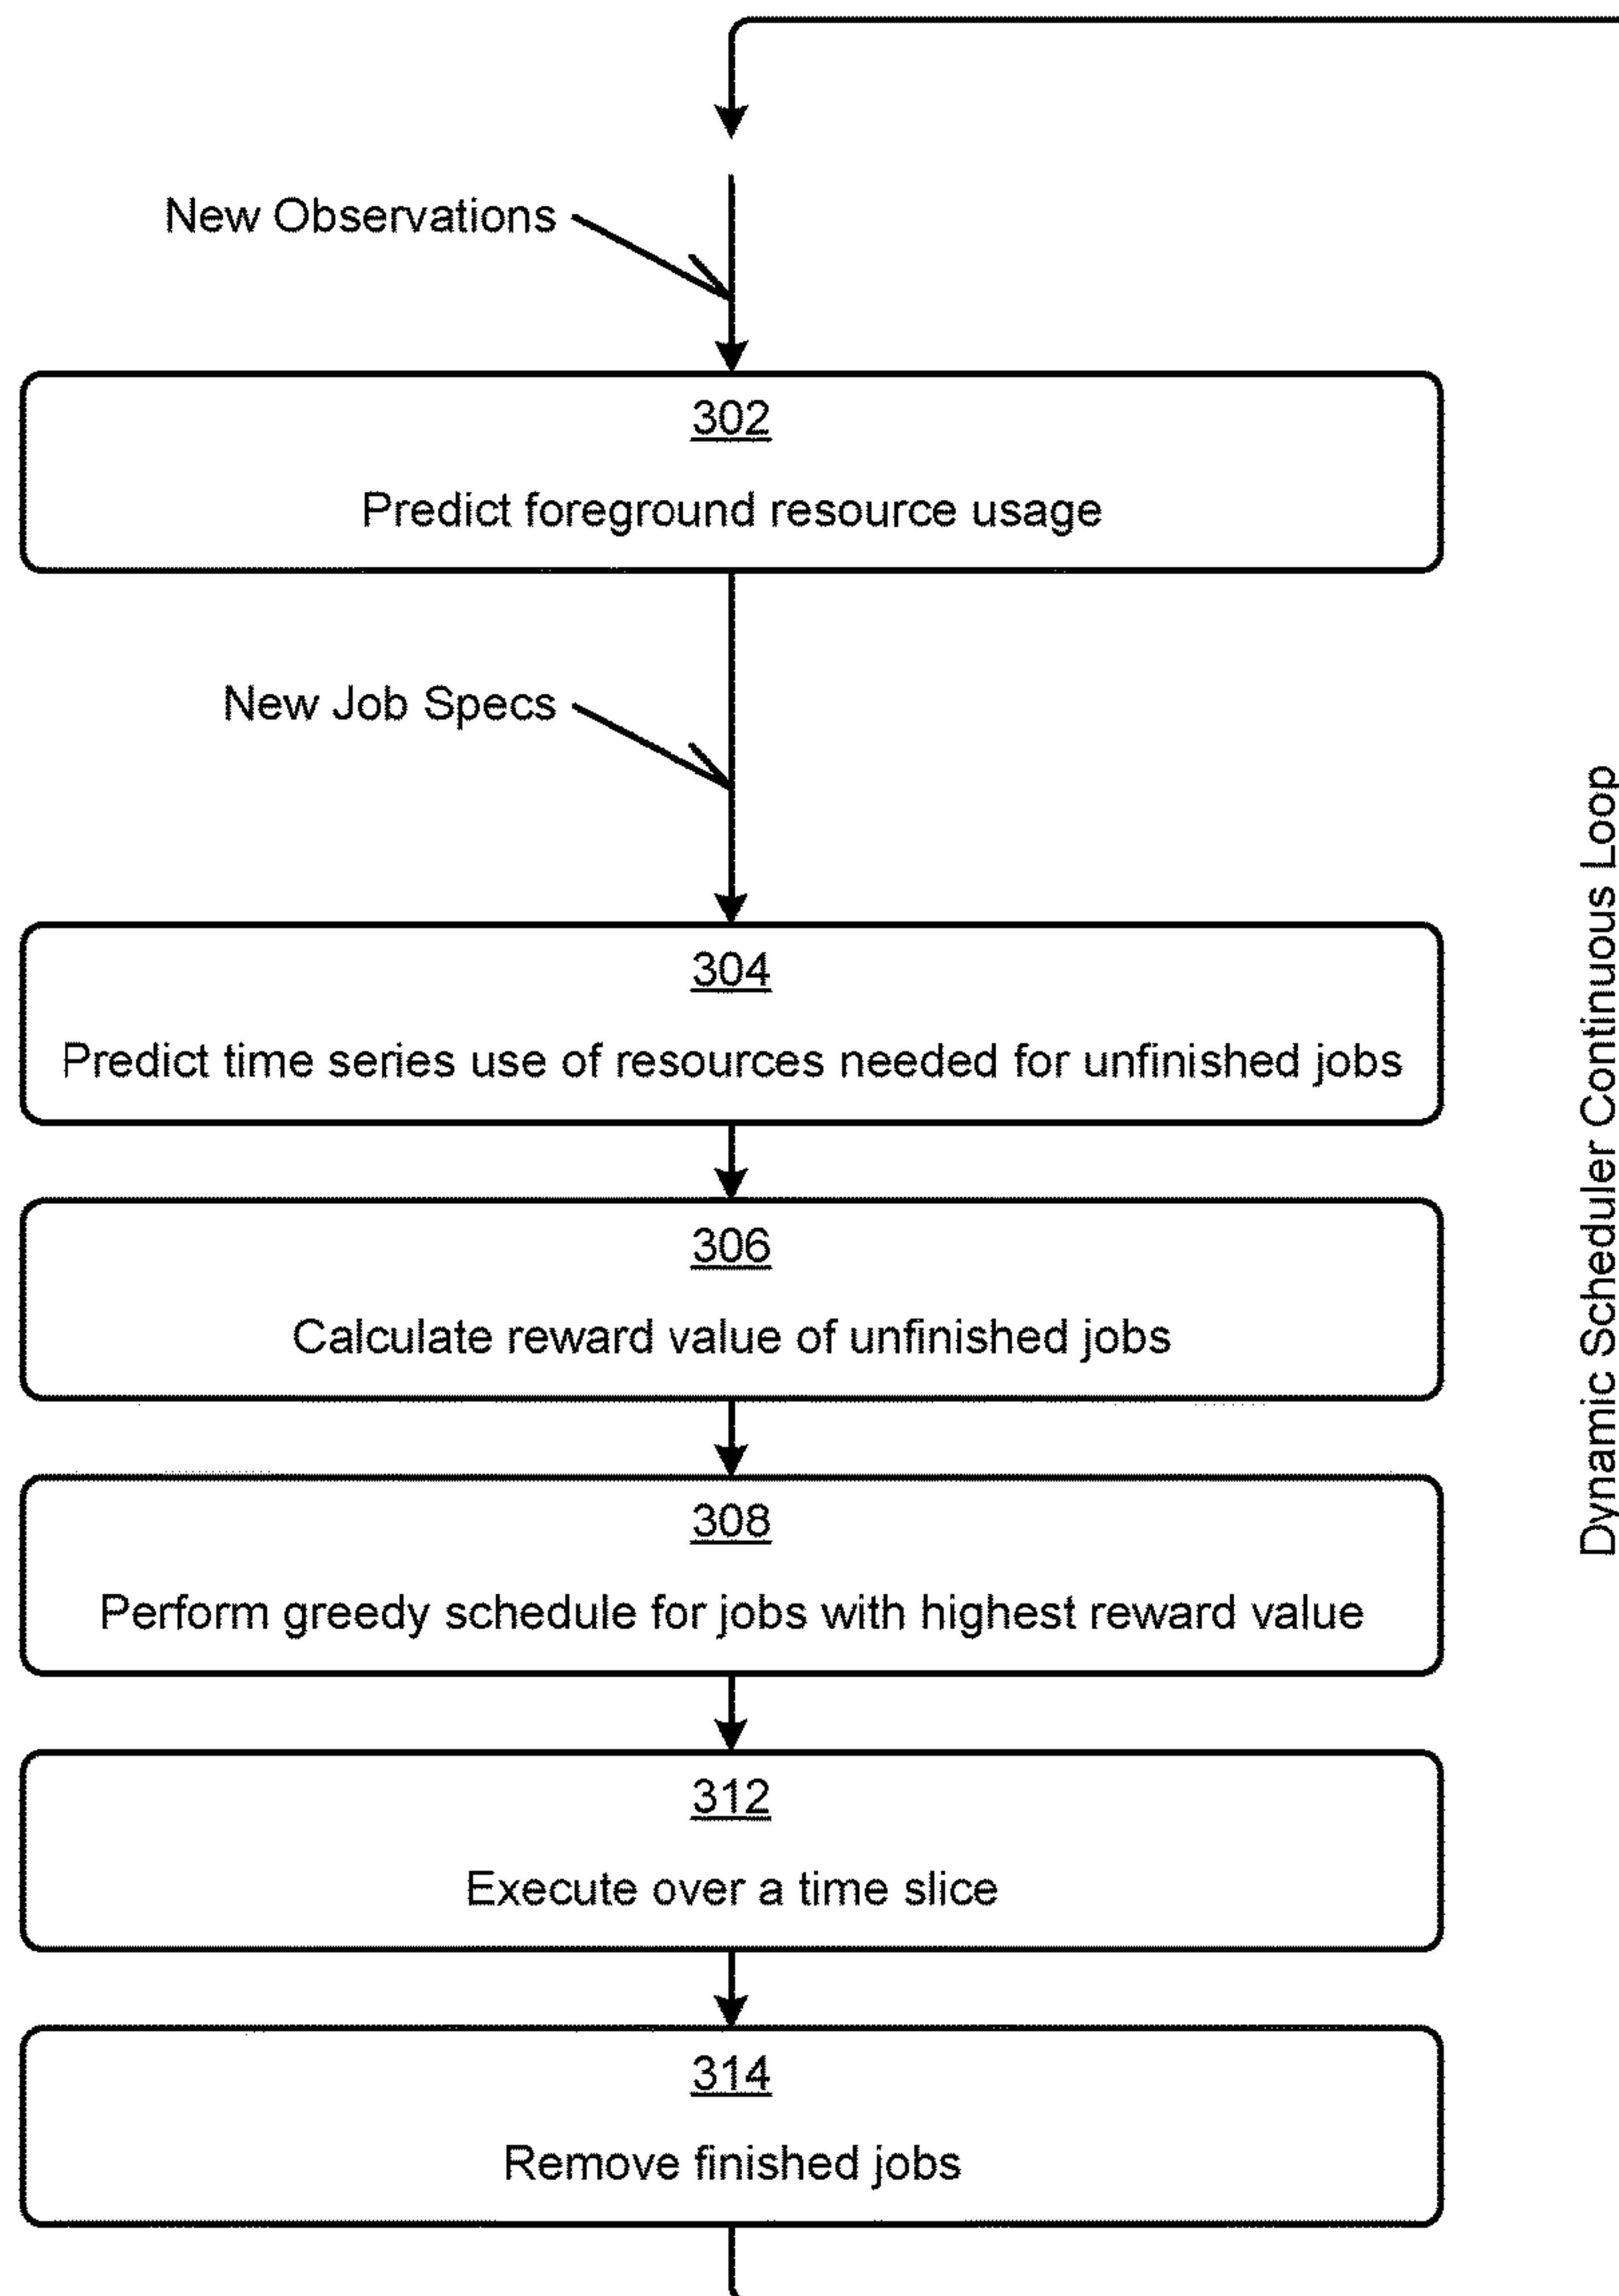 New Observations
302
Predict foreground resource usage
New Job Specs
304
Predict time series use of resources needed for unfinished jobs
306
Calculate reward value of unfinished jobs
308
Perform greedy schedule for jobs with highest reward value
312
Execute over a time slice
314
Remove finished jobs
Dynamic Scheduler Continuous Loop